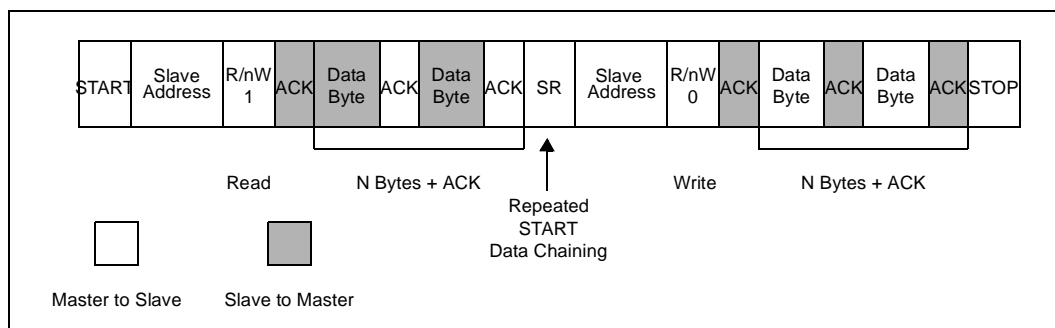 START Slave Address R/nW 1 ACK Data Byte ACK Data Byte ACK SR Slave Address R/nW 0 ACK Data Byte ACK Data Byte ACK STOP
Read N Bytes + ACK Write N Bytes + ACK
Repeated
START
Data Chaining
Master to Slave Slave to Master